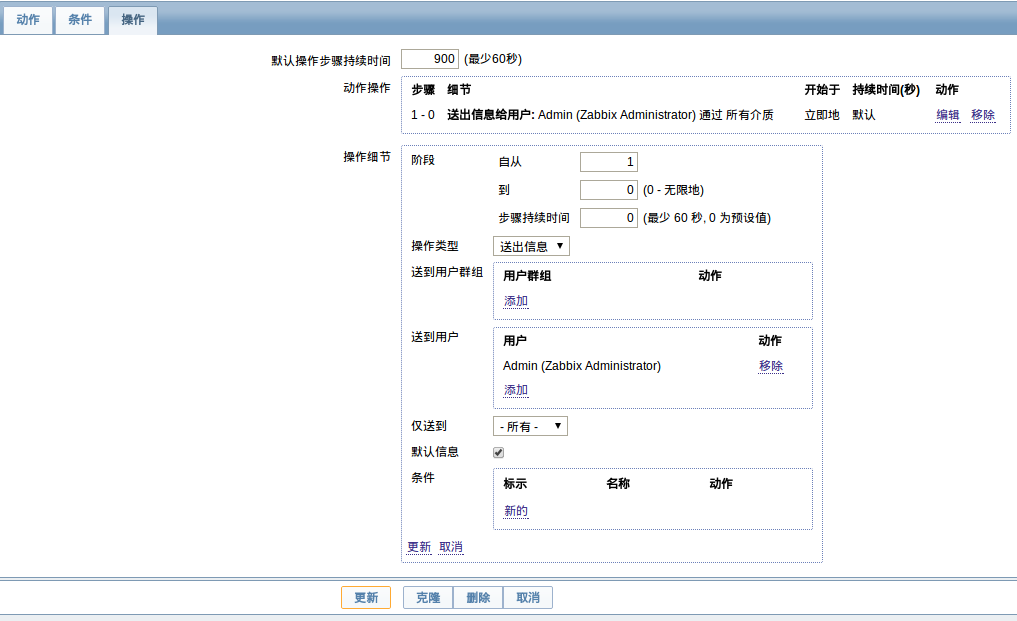 动作 条件 操作
默认操作步骤持续时间 900 (最少60秒)
动作操作 步骤 细节 开始于 持续时间(秒) 动作
1 - 0 送出信息给用户: Admin (Zabbix Administrator) 通过 所有介质 立即地 默认 编辑 移除
操作细节 阶段 自从 1
到 0 (0 - 无限地)
步骤持续时间 0 (最少 60 秒, 0 为预设值)
操作类型 送出信息
送到用户群组 用户群组 动作
添加
送到用户 用户 动作
Admin (Zabbix Administrator) 移除
添加
仅送到 - 所有 -
默认信息
条件 标示 名称 动作
新的
更新 取消
更新 克隆 删除 取消